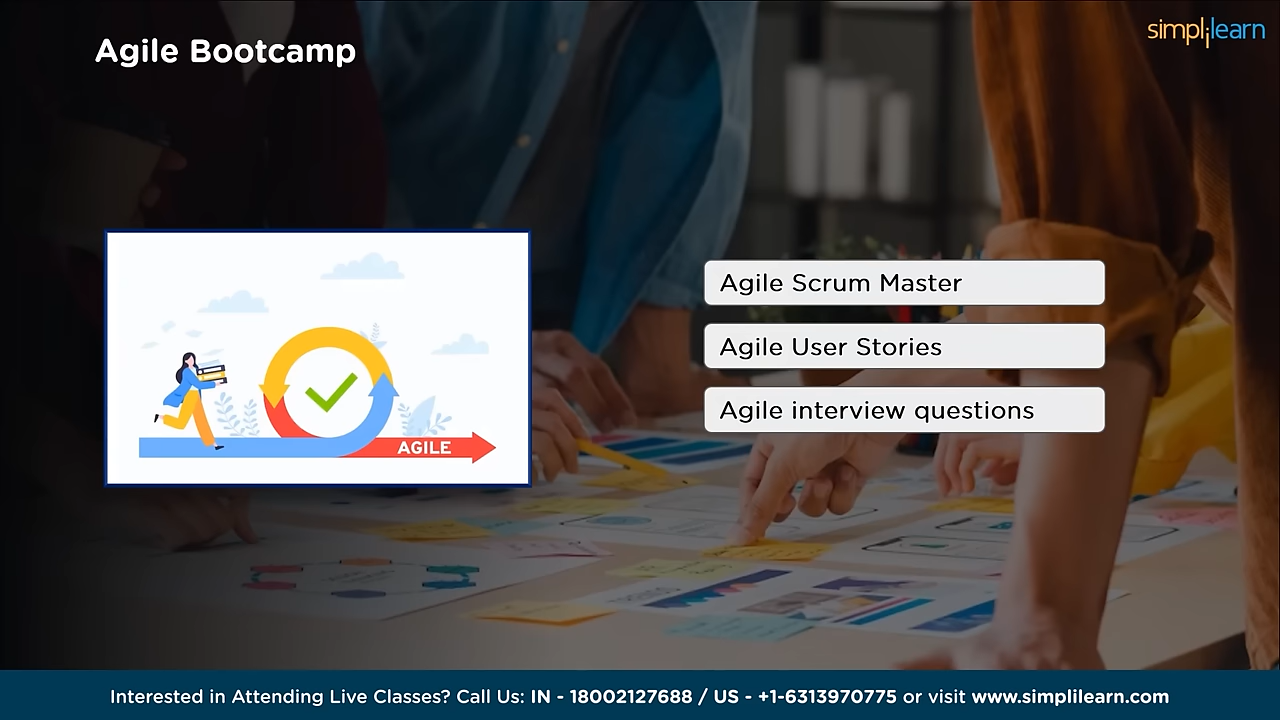 Agile Bootcamp
simplilearn
Agile Scrum Master
Agile User Stories
Agile interview questions
AGILE
Interested in Attending Live Classes? Call Us: IN - 18002127688 / US - +1-6313970775 or visit www.simplilearn.com